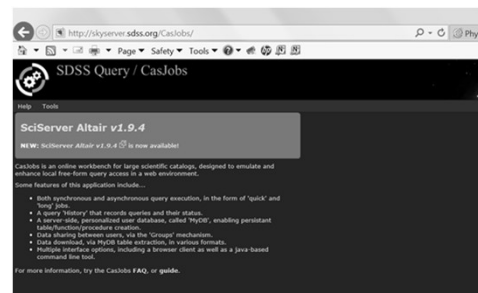 http://skyserver.sdss.org/CasJobs/
Phy
Page Safety Tools
SDSS Query / CasJobs
Help Tools
SciServer Altair v1.9.4
NEW: SciServer Altair v1.9.4 is now available!
CasJobs is an online workbench for large scientific catalogs, designed to emulate and
enhance local free-form query access in a web environment.
Some features of this application include...
• Both synchronous and asynchronous query execution, in the form of 'quick' and
'long' jobs.
• A query 'History' that records queries and their status.
• A server-side, personalized user database, called 'MyDB', enabling persistant
table/function/procedure creation.
• Data sharing between users, via the 'Groups' mechanism.
• Data download, via MyDB table extraction, in various formats.
• Multiple interface options, including a browser client as well as a java-based
command line tool.
For more information, try the CasJobs FAQ, or guide.